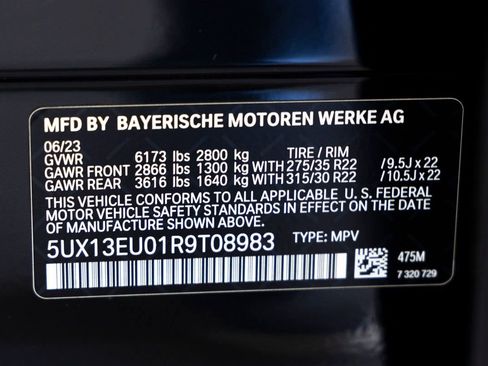 MFD BY BAYERISCHE MOTOREN WERKE AG
06/23 TIRE / RIM
GVWR 6173 lbs 2800 kg
GAWR FRONT 2866 lbs 1300 kg WITH 275/35 R22 /9.5J x 22
GAWR REAR 3616 lbs 1640 kg WITH 315/30 R22 /10.5J x 22
THIS VEHICLE CONFORMS TO ALL APPLICABLE U. S. FEDERAL
MOTOR VEHICLE SAFETY STANDARDS IN EFFECT ON THE DATE
OF MANUFACTURE SHOWN ABOVE.
5UX13EU01R9T08983 TYPE: MPV
475M
7 320 729